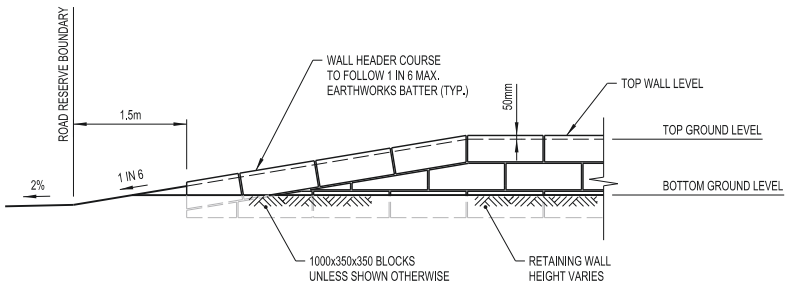 ROAD RESERVE BOUNDARY
WALL HEADER COURSE
TO FOLLOW 1 IN 6 MAX.
EARTHWORKS BATTER (TYP.)
50mm
TOP WALL LEVEL
1.5m
TOP GROUND LEVEL
2%
1 IN 6
BOTTOM GROUND LEVEL
1000x350x350 BLOCKS
UNLESS SHOWN OTHERWISE
RETAINING WALL
HEIGHT VARIES